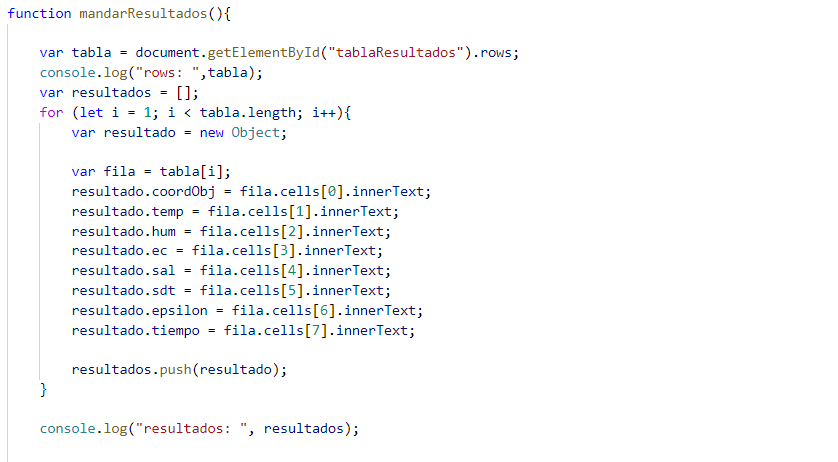 function mandarResultados(){
var tabla = document.getElementById("tablaResultados").rows;
console.log("rows: ",tabla);
var resultados = [];
for (let i = 1; i < tabla.length; i++){
var resultado = new Object;
var fila = tabla[i];
resultado.coordObj = fila.cells[0].innerText;
resultado.temp = fila.cells[1].innerText;
resultado.hum = fila.cells[2].innerText;
resultado.ec = fila.cells[3].innerText;
resultado.sal = fila.cells[4].innerText;
resultado.sdt = fila.cells[5].innerText;
resultado.epsilon = fila.cells[6].innerText;
resultado.tiempo = fila.cells[7].innerText;
resultados.push(resultado);
}
console.log("resultados: ", resultados);